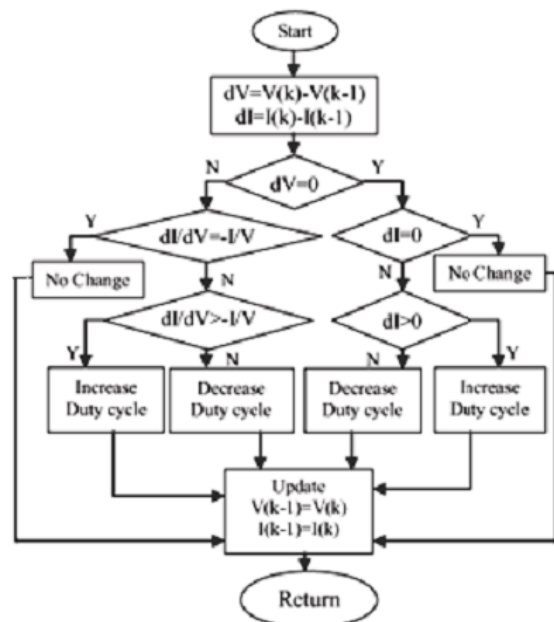 Start
dV=V(k)-V(k-1)
dI=I(k)-I(k-1)
N
Y
dV=0
Y
dI/dV=-I/V
dI=0
Y
No Change
N
N
No Change
dI/dV>-I/V
dI>0
Y
N
N
Y
Increase
Duty cycle
Decrease
Duty cycle
Decrease
Duty cycle
Increase
Duty cycle
Update
V(k-1)=V(k)
I(k-1)=I(k)
Return